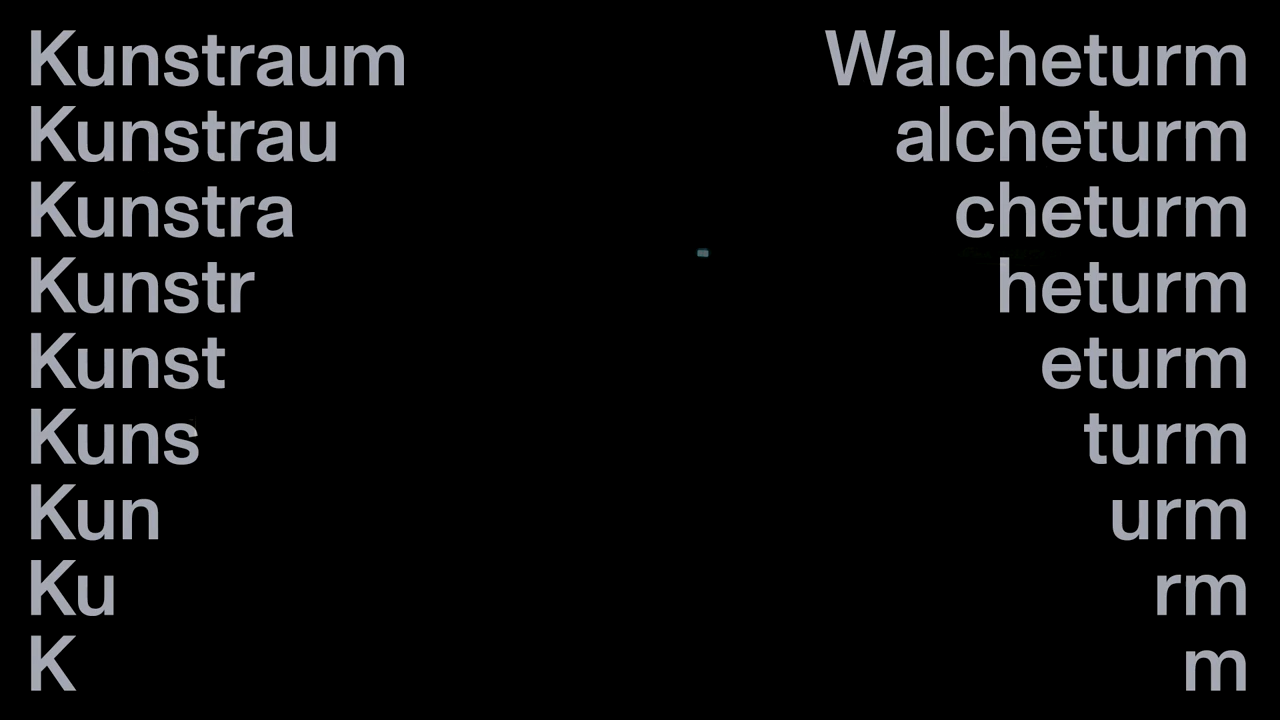 Kunstraum Walcheturm
Kunstrau alcheturm
Kunstra cheturm
Kunstr heturm
Kunst eturm
Kuns turm
Kun urm
Ku rm
K m